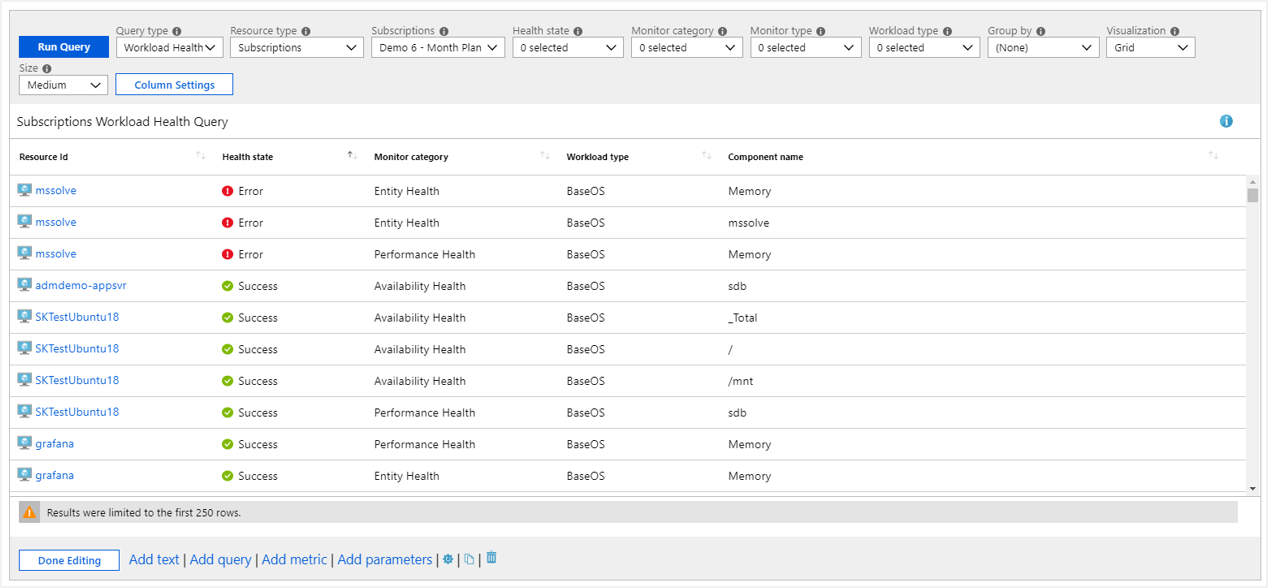 Run Query
Query type
Workload Health
Resource type
Subscriptions
Subscriptions
Demo 6 - Month Plan
Health state
0 selected
Monitor category
0 selected
Monitor type
0 selected
Workload type
0 selected
Group by
(None)
Visualization
Grid
Size
Medium
Column Settings
Subscriptions Workload Health Query
Resource Id Health state Monitor category Workload type Component name
mssolve Error Entity Health BaseOS Memory
mssolve Error Entity Health BaseOS mssolve
mssolve Error Performance Health BaseOS Memory
admdemo-appsvr Success Availability Health BaseOS sdb
SKTestUbuntu18 Success Availability Health BaseOS _Total
SKTestUbuntu18 Success Availability Health BaseOS /
SKTestUbuntu18 Success Availability Health BaseOS /mnt
SKTestUbuntu18 Success Performance Health BaseOS sdb
grafana Success Performance Health BaseOS Memory
grafana Success Entity Health BaseOS Memory
Results were limited to the first 250 rows.
Done Editing Add text | Add query | Add metric | Add parameters | | |